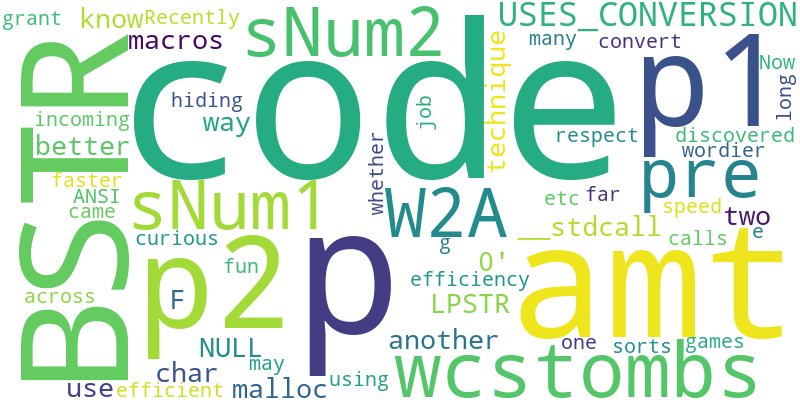 grant
know
Recently
sNum2
USES_CONVERSION
macros
many
convert
code
p1
Now
hiding
way
job
technique
long
incoming
better
BSTR
whether
respect
discovered
wordier
faster
ANSI
came
sNum1
W2A
pre
etc
far
speed
two
curious
p
g
__stdcall
calls
e
p2
fun
0'
amt
efficiency
across
F
LPSTR
NULL
may
another
one
sorts
games
char
wcstombs
use
efficient
malloc
using